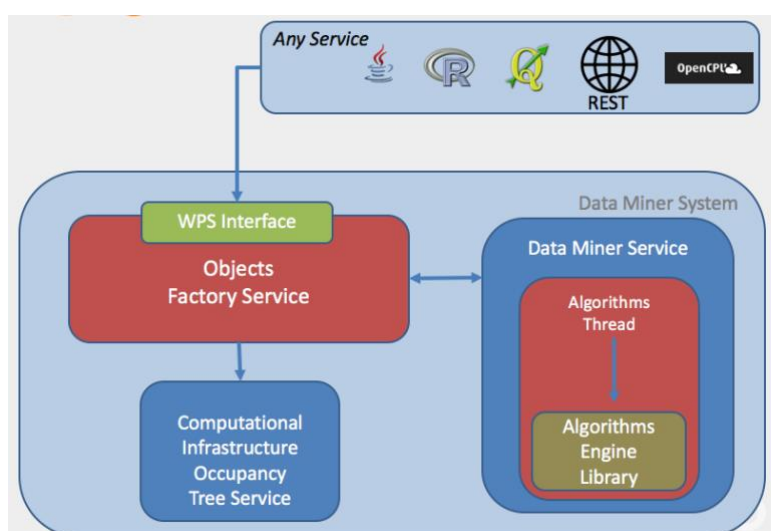 Any Service
R
Q
REST
OpenCPU
Data Miner System
WPS Interface
Objects
Factory Service
Data Miner Service
Algorithms
Thread
Computational
Infrastructure
Occupancy
Tree Service
Algorithms
Engine
Library